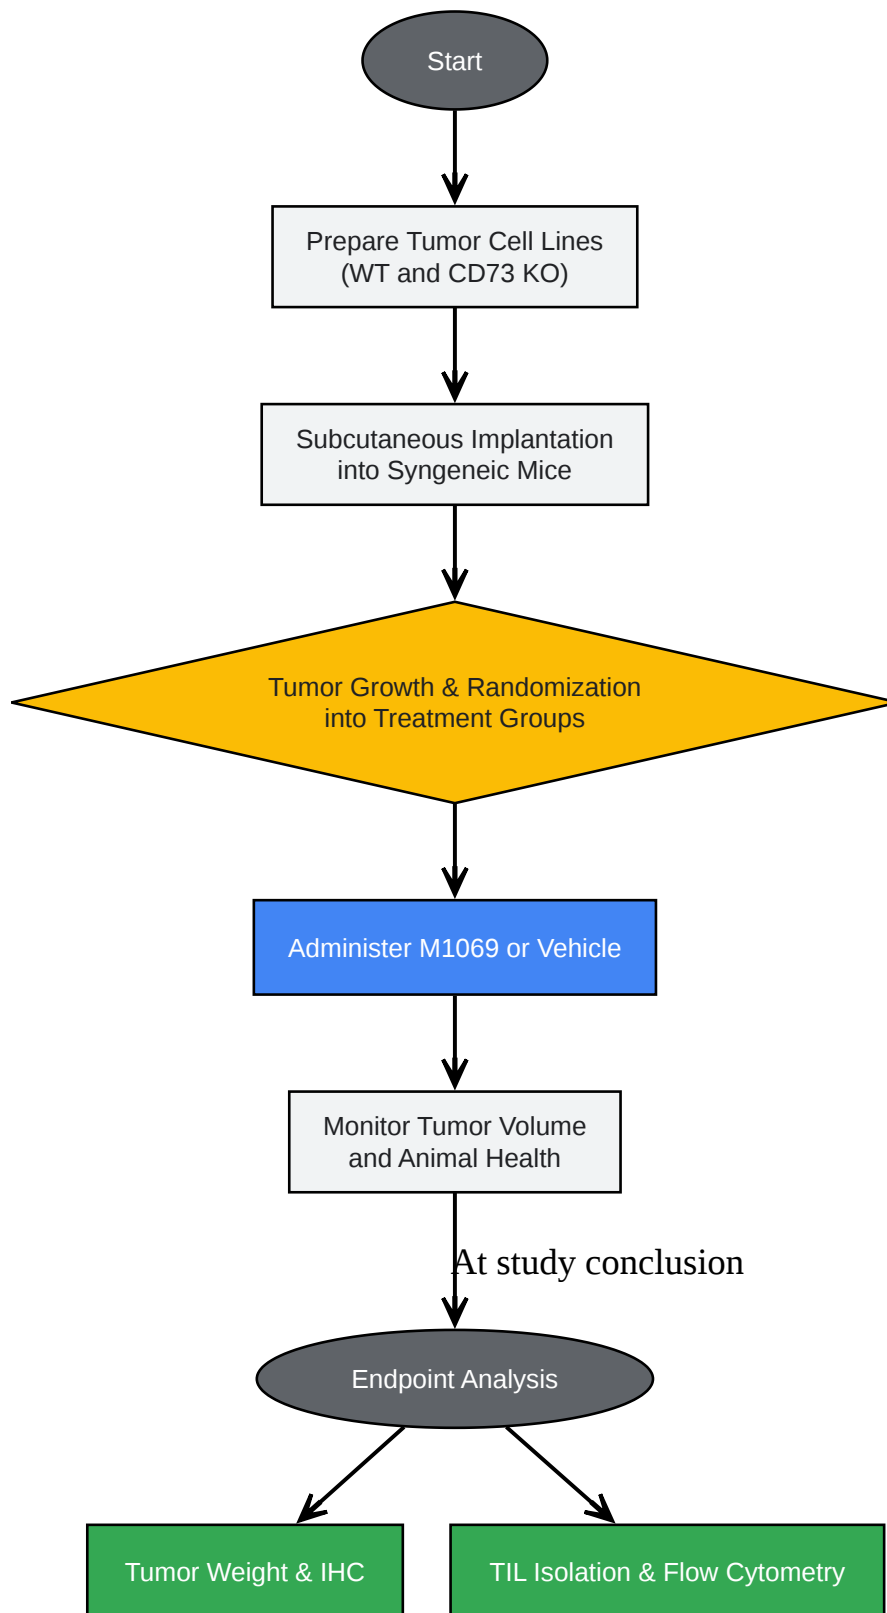 Start
Prepare Tumor Cell Lines
(WT and CD73 KO)
Subcutaneous Implantation
into Syngeneic Mice
Tumor Growth & Randomization
into Treatment Groups
Administer M1069 or Vehicle
Monitor Tumor Volume
and Animal Health
At study conclusion
Endpoint Analysis
Tumor Weight & IHC
TIL Isolation & Flow Cytometry